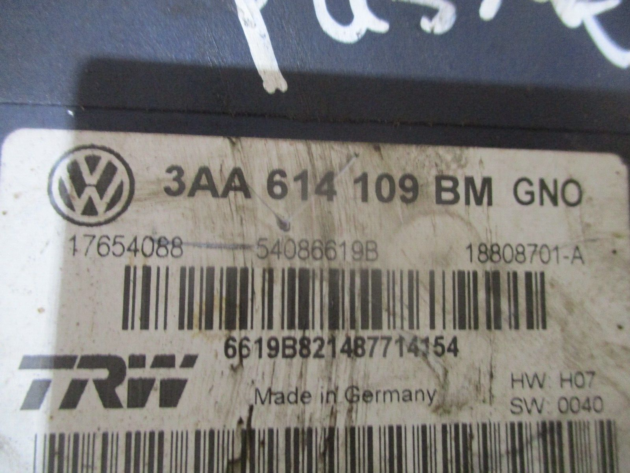 3AA 614 109 BM GNO
17654088 54086619B 18808701-A
6619B821487714154
TRW
Made in Germany
HW: H07
SW: 0040